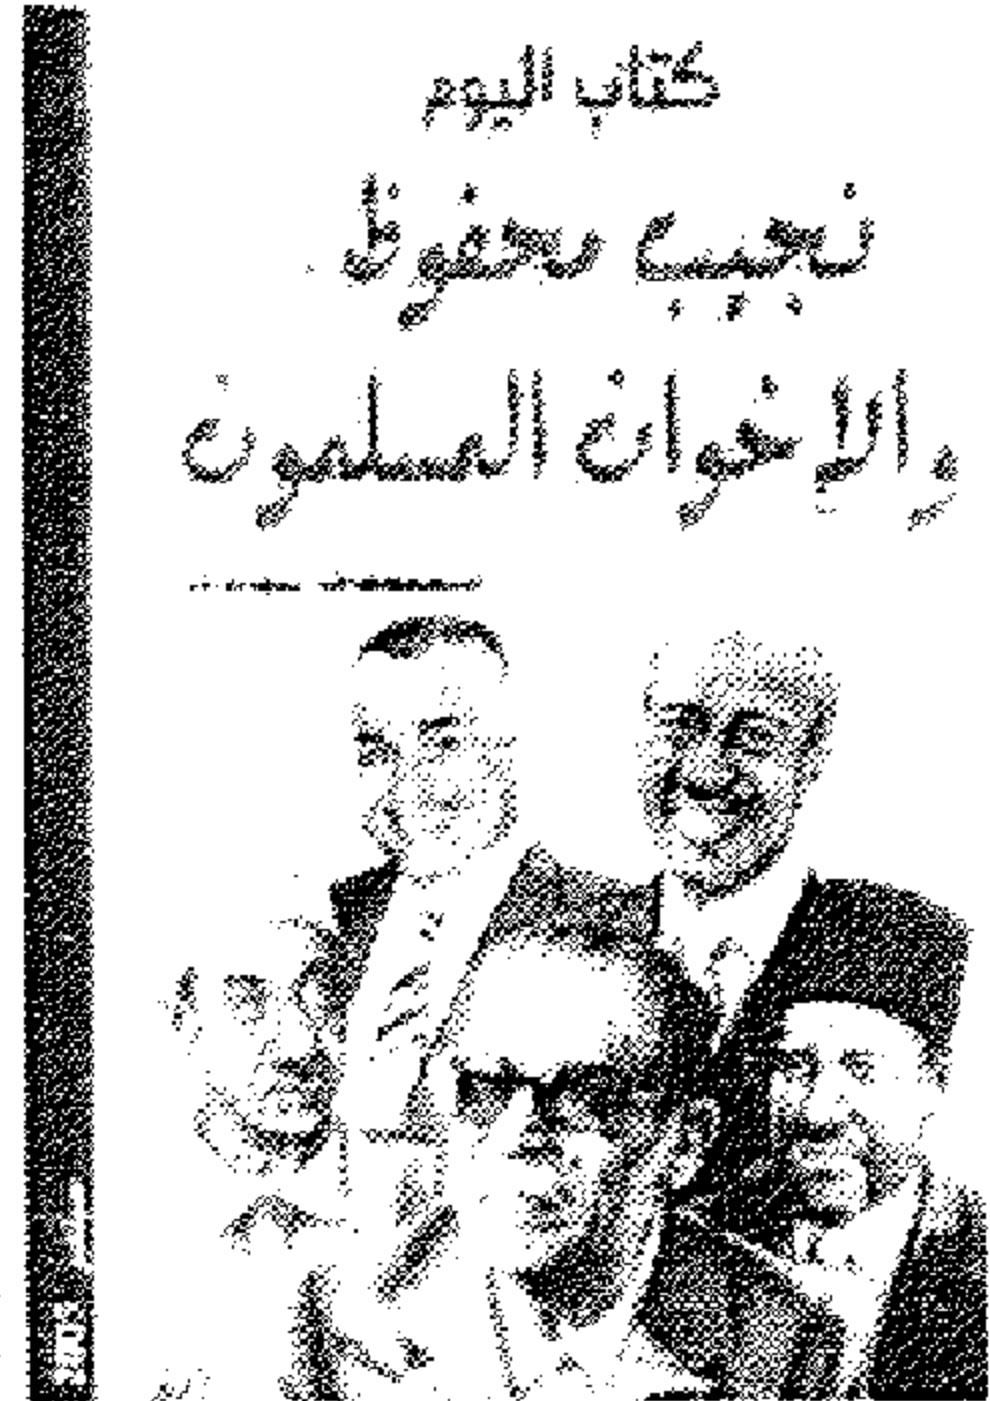 كتاب اليوم
نجيب محفوظ
والإخوان المسلمون